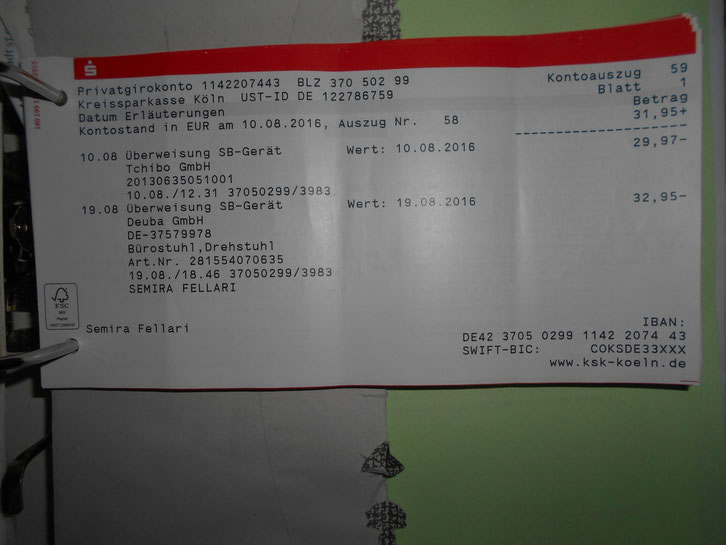 Privatgirokonto 1142207443 BLZ 370 502 99 Kontoauszug 59
Kreissparkasse Köln UST-ID DE 122786759 Blatt 1
Datum Erläuterungen Betrag
Kontostand in EUR am 10.08.2016, Auszug Nr. 58 31,95+
10.08 Überweisung SB-Gerät Wert: 10.08.2016 29,97-
Tchibo GmbH
20130635051001
10.08./12.31 37050299/3983
19.08 Überweisung SB-Gerät Wert: 19.08.2016 32,95-
Deuba GmbH
DE-37579978
Bürostuhl,Drehstuhl
Art.Nr. 281554070635
19.08./18.46 37050299/3983
SEMIRA FELLARI
FSC
Semira Fellari
IBAN:
DE42 3705 0299 1142 2074 43
SWIFT-BIC: COKSDE33XXX
www.ksk-koeln.de